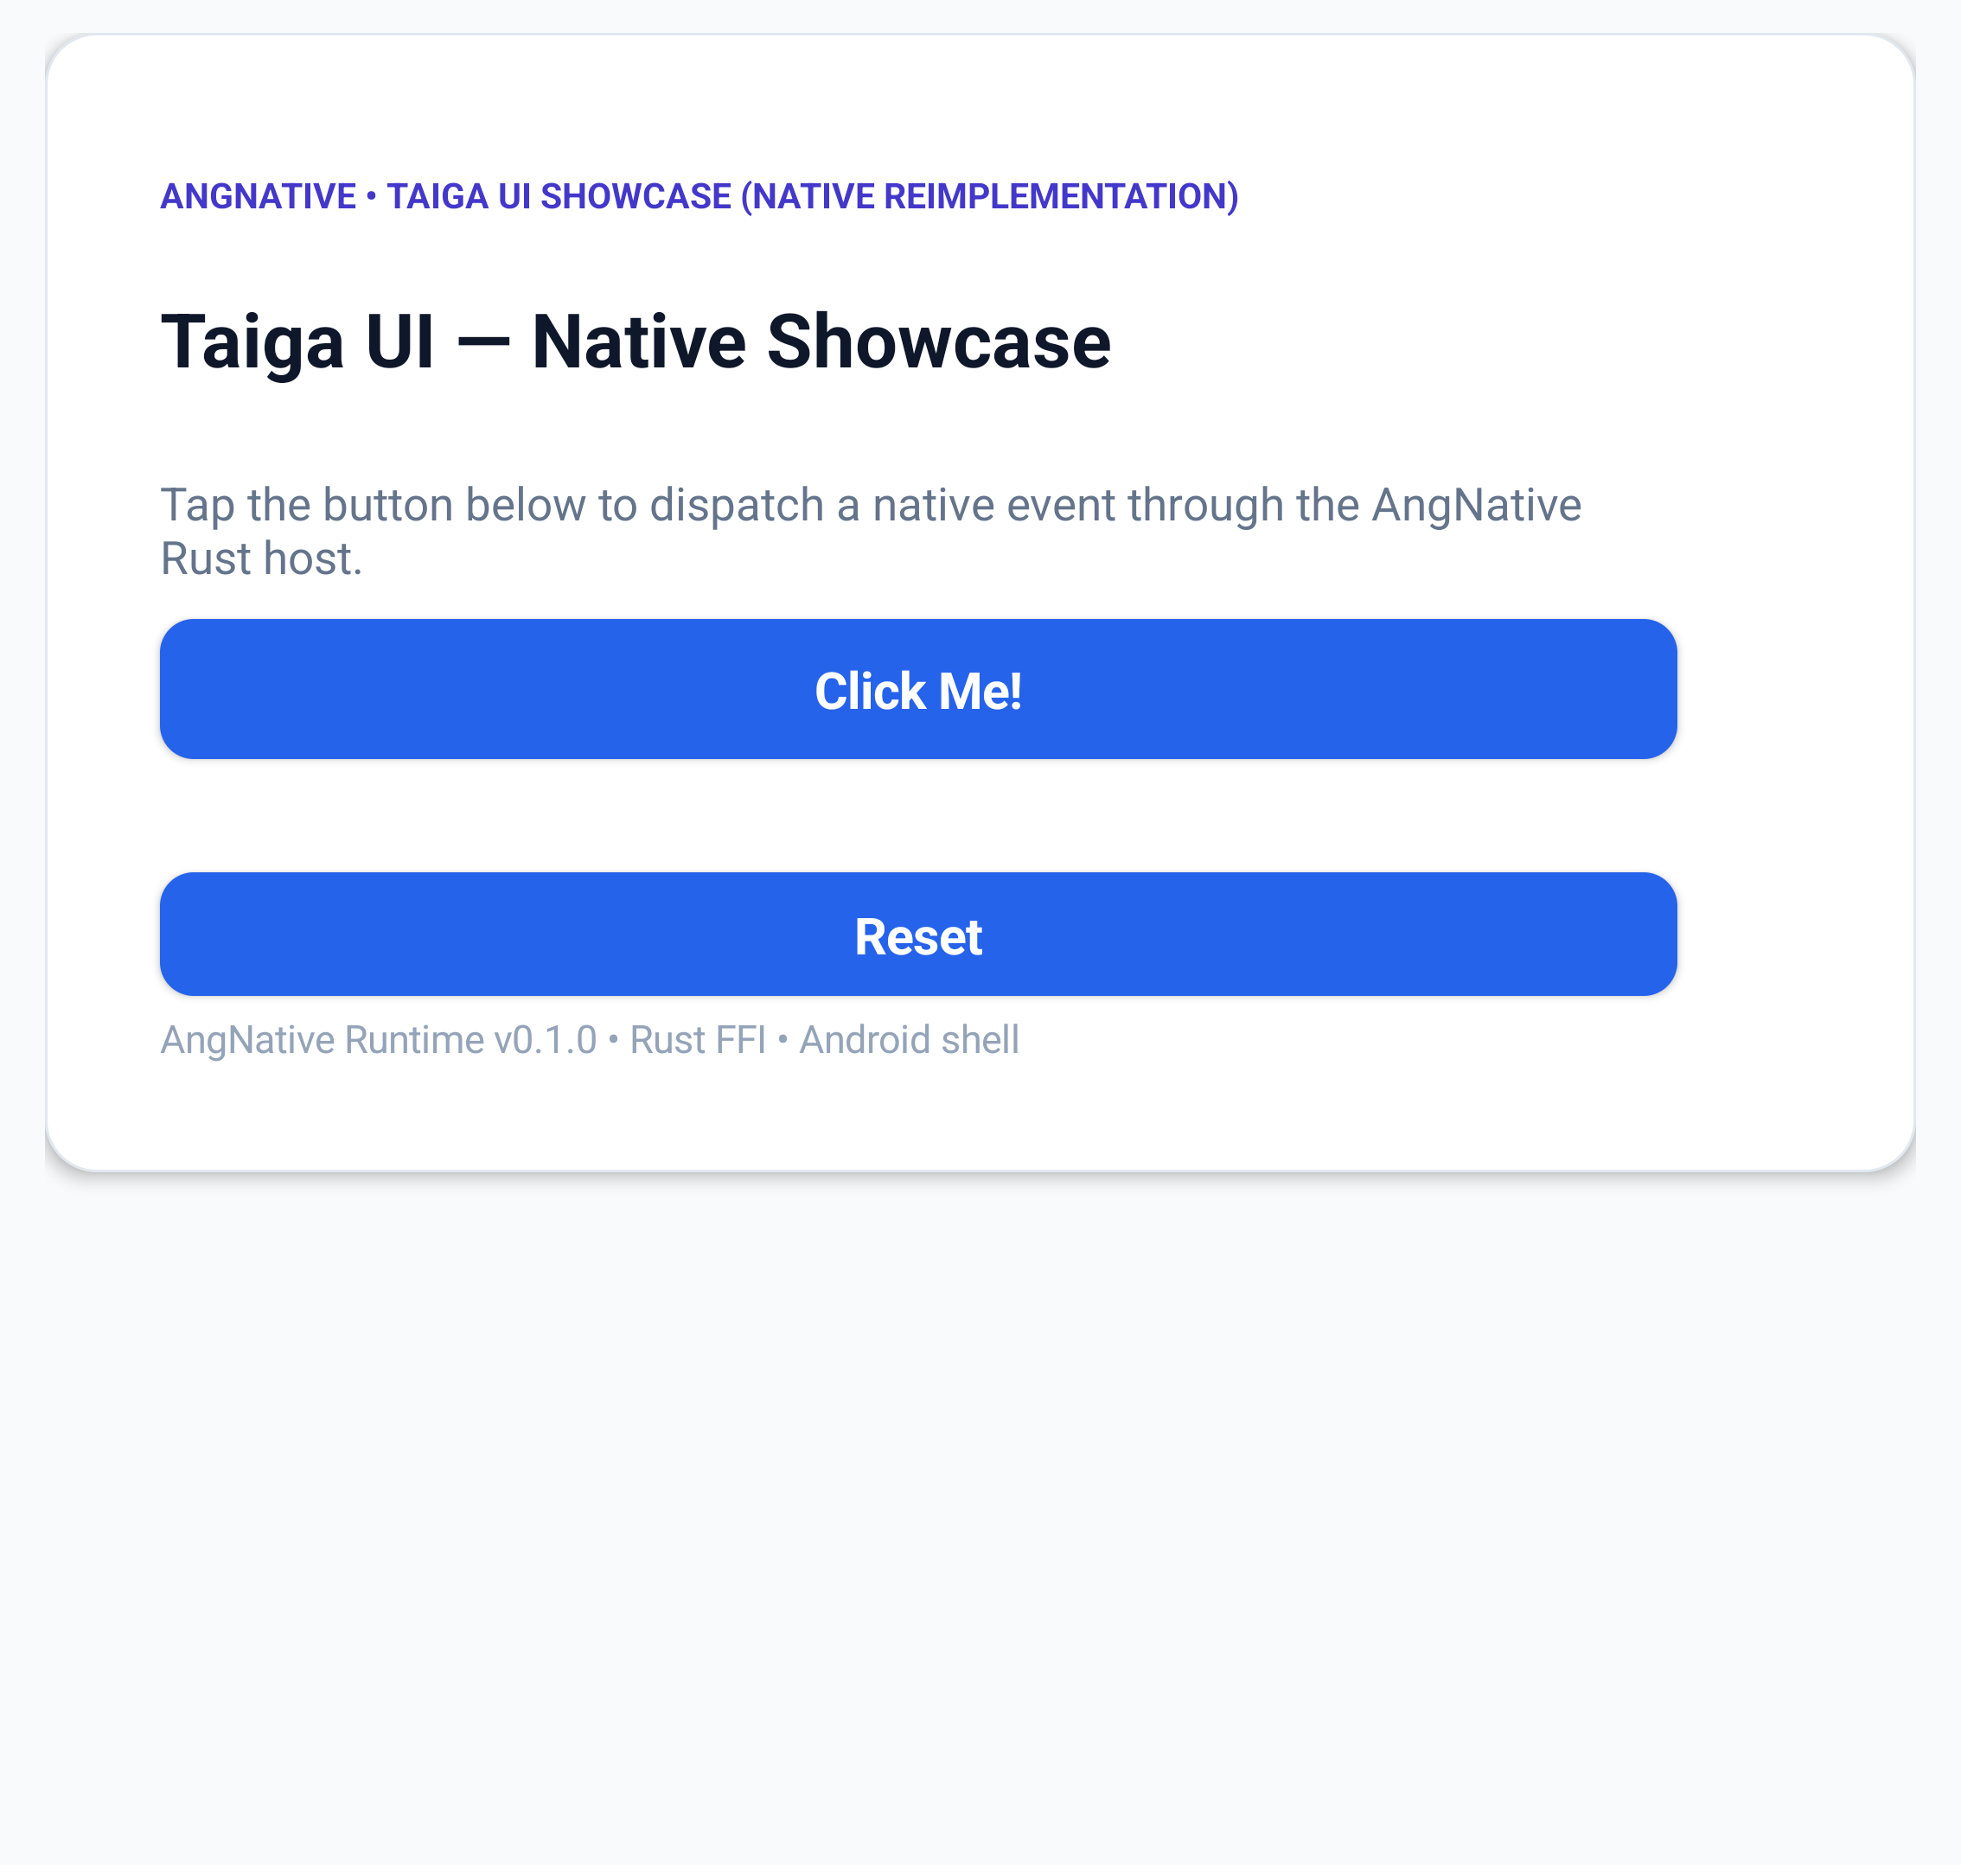 ANGNATIVE • TAIGA UI SHOWCASE (NATIVE REIMPLEMENTATION)
Taiga UI — Native Showcase
Tap the button below to dispatch a native event through the AngNative
Rust host.
Click Me!
Reset
AngNative Runtime v0.1.0 • Rust FFI • Android shell